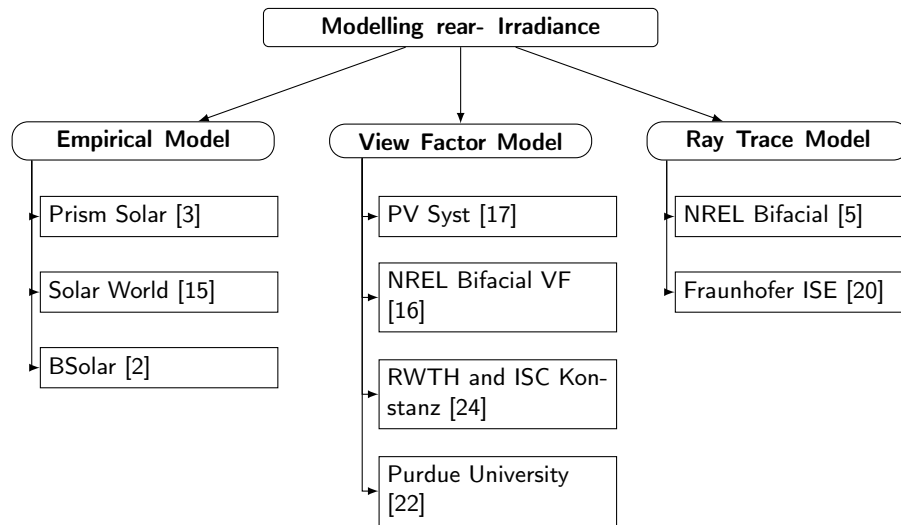 Modelling rear- Irradiance
Empirical Model
Prism Solar [3]
Solar World [15]
BSolar [2]
View Factor Model
PV Syst [17]
NREL Bifacial VF
[16]
RWTH and ISC Kon-
stanz [24]
Purdue University
[22]
Ray Trace Model
NREL Bifacial [5]
Fraunhofer ISE [20]